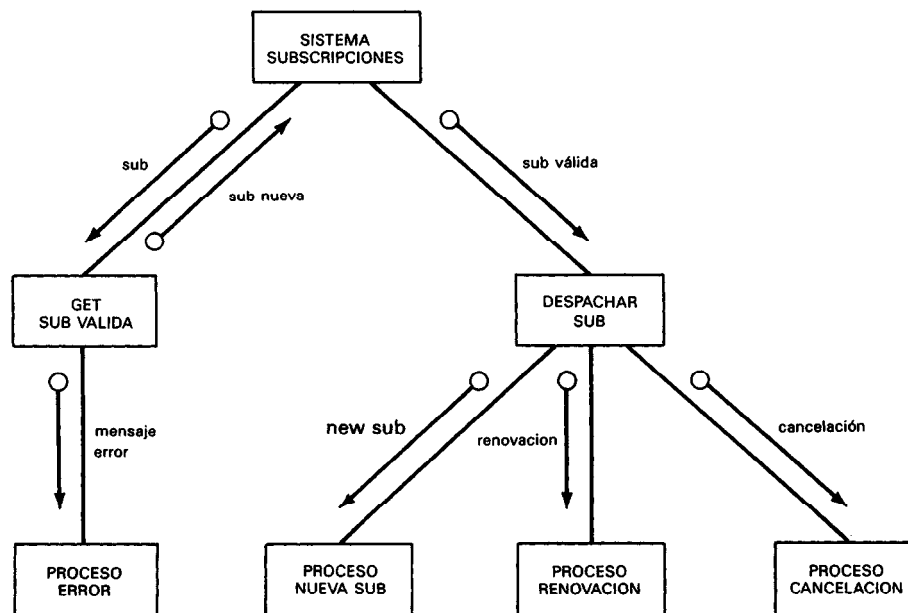 SISTEMA
SUBSCRIPCIONES
sub
sub nueva
sub válida
GET
SUB VALIDA
DESPACHAR
SUB
mensaje
error
new sub
renovacion
cancelación
PROCESO
ERROR
PROCESO
NUEVA SUB
PROCESO
RENOVACION
PROCESO
CANCELACION